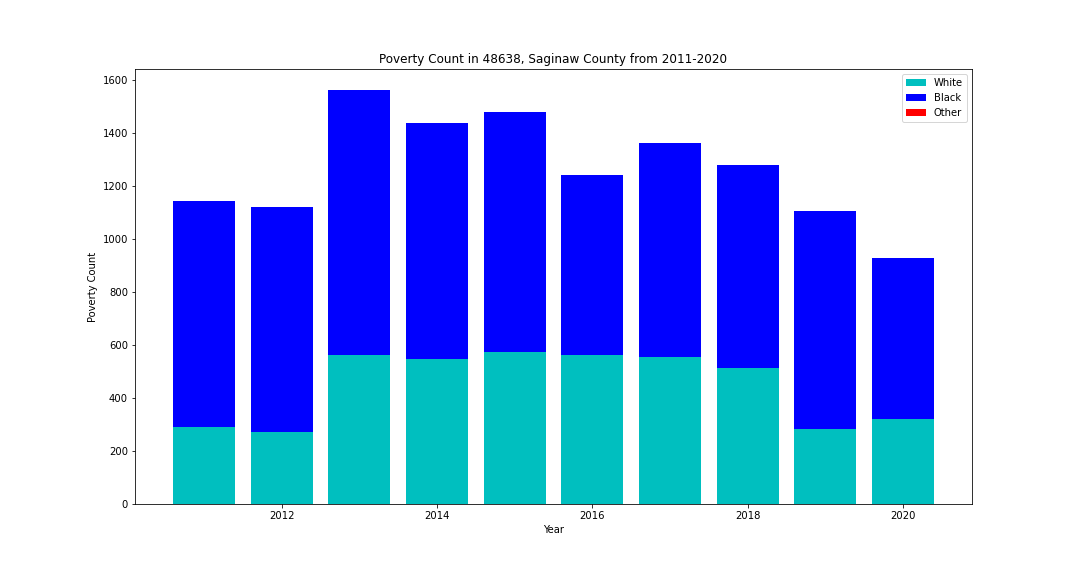 Poverty Count in 48638, Saginaw County from 2011-2020
White
Black
Other
1600
1400
1200
1000
800
600
400
200
0
Poverty Count
2012 2014 2016 2018 2020
Year